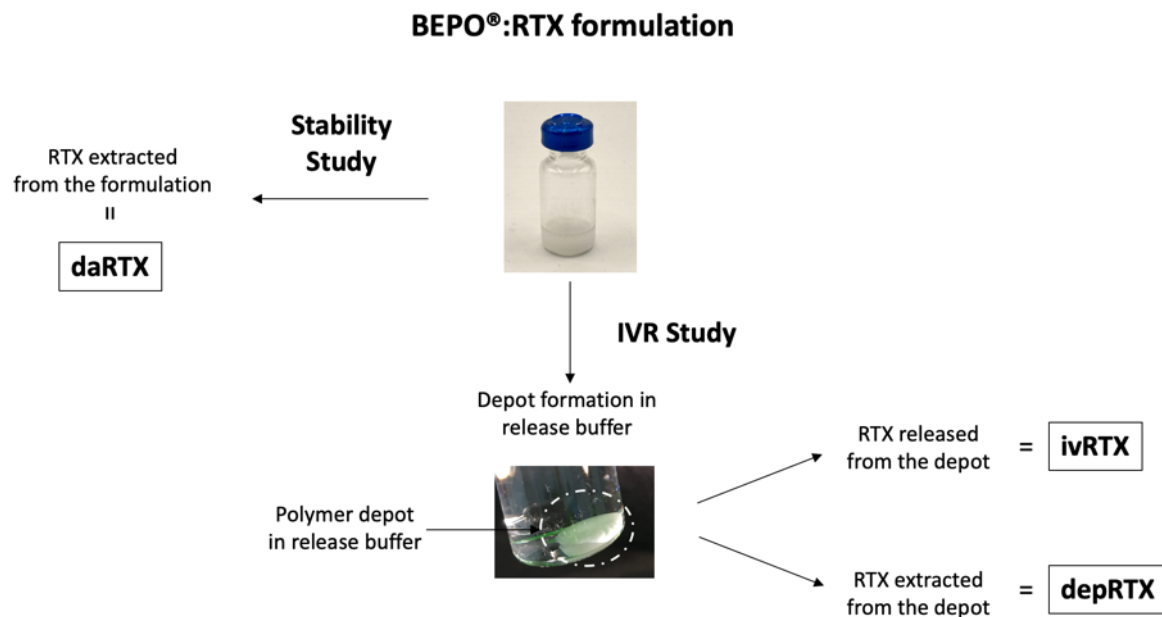 BEPO®:RTX formulation
Stability
Study
RTX extracted
from the formulation
=
daRTX
IVR Study
Depot formation in
release buffer
Polymer depot
in release buffer
RTX released
from the depot
=
ivRTX
RTX extracted
from the depot
=
depRTX